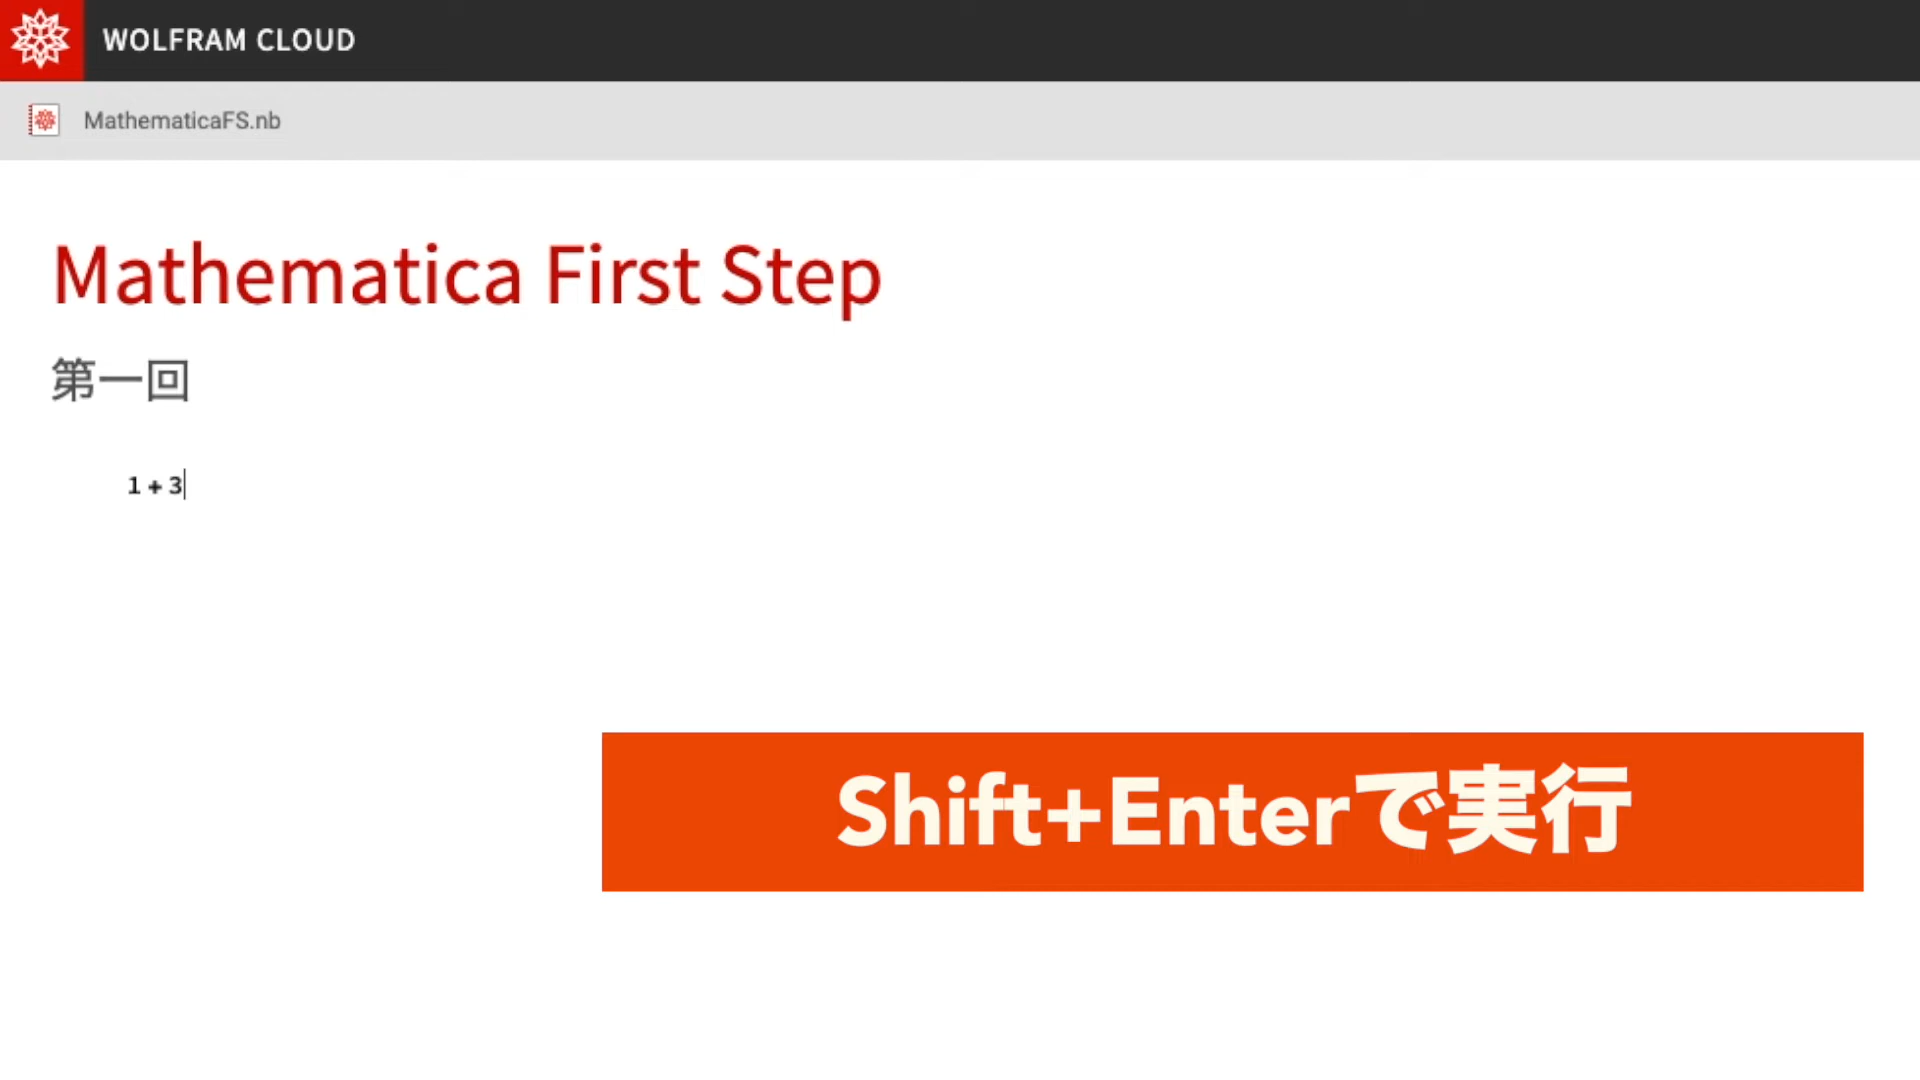 WOLFRAM CLOUD
MathematicaFS.nb
Mathematica First Step
第一回
1 + 3
Shift+Enterで実行